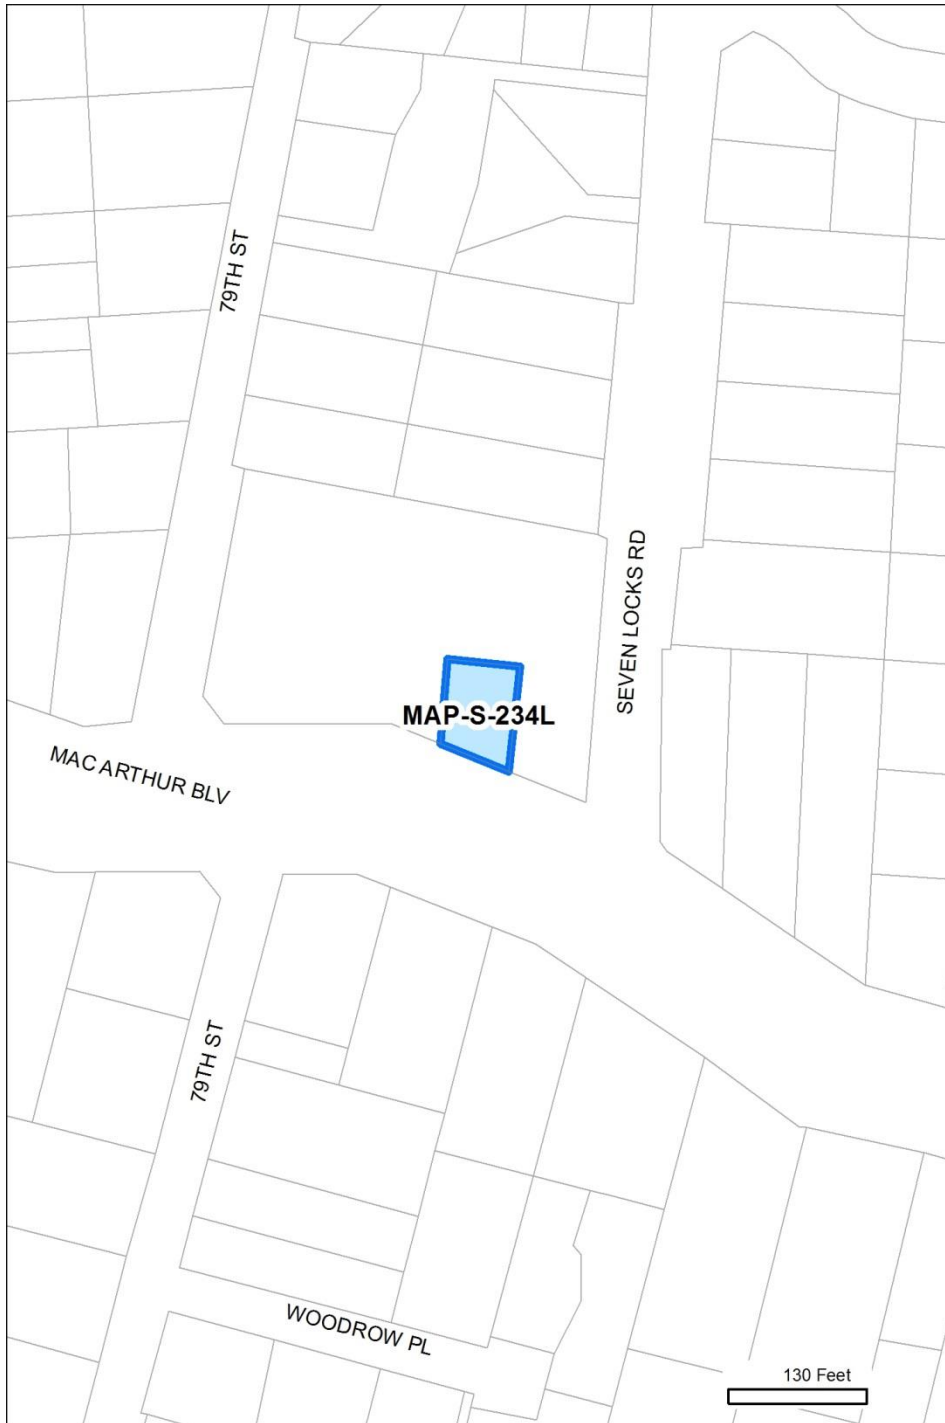 79TH ST
SEVEN LOCKS RD
MAP-S-234L
MAC ARTHUR BLV
79TH ST
WOODROW PL
130 Feet